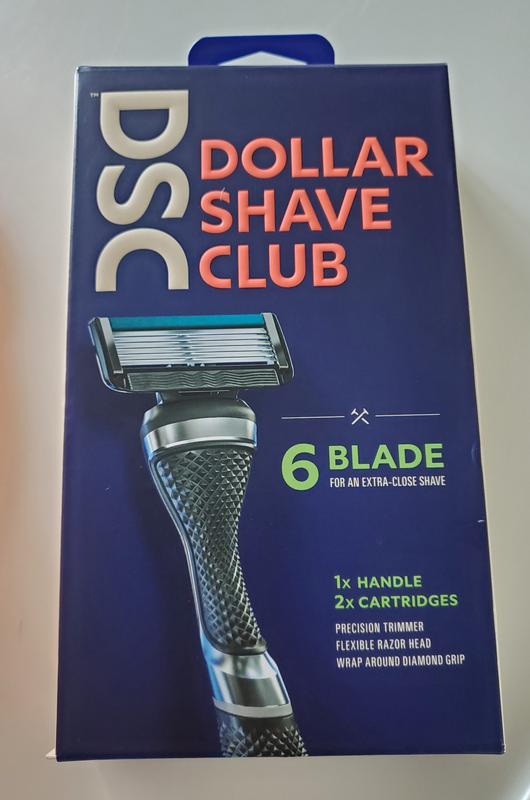 DSC™
DOLLAR
SHAVE
CLUB
6 BLADE
FOR AN EXTRA-CLOSE SHAVE
1x HANDLE
2x CARTRIDGES
PRECISION TRIMMER
FLEXIBLE RAZOR HEAD
WRAP AROUND DIAMOND GRIP